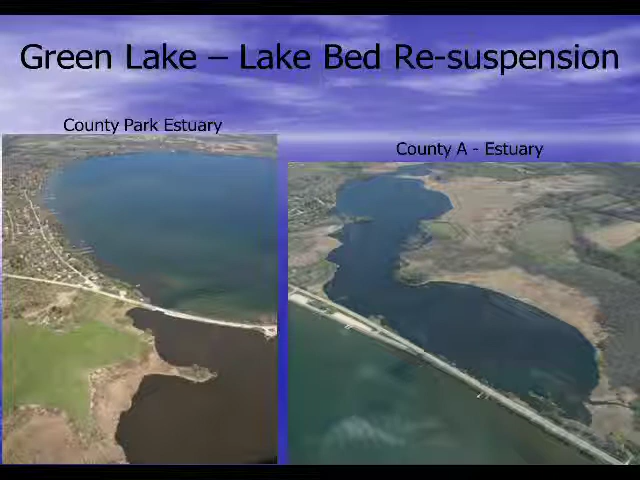 Green Lake – Lake Bed Re-suspension
County Park Estuary
County A - Estuary